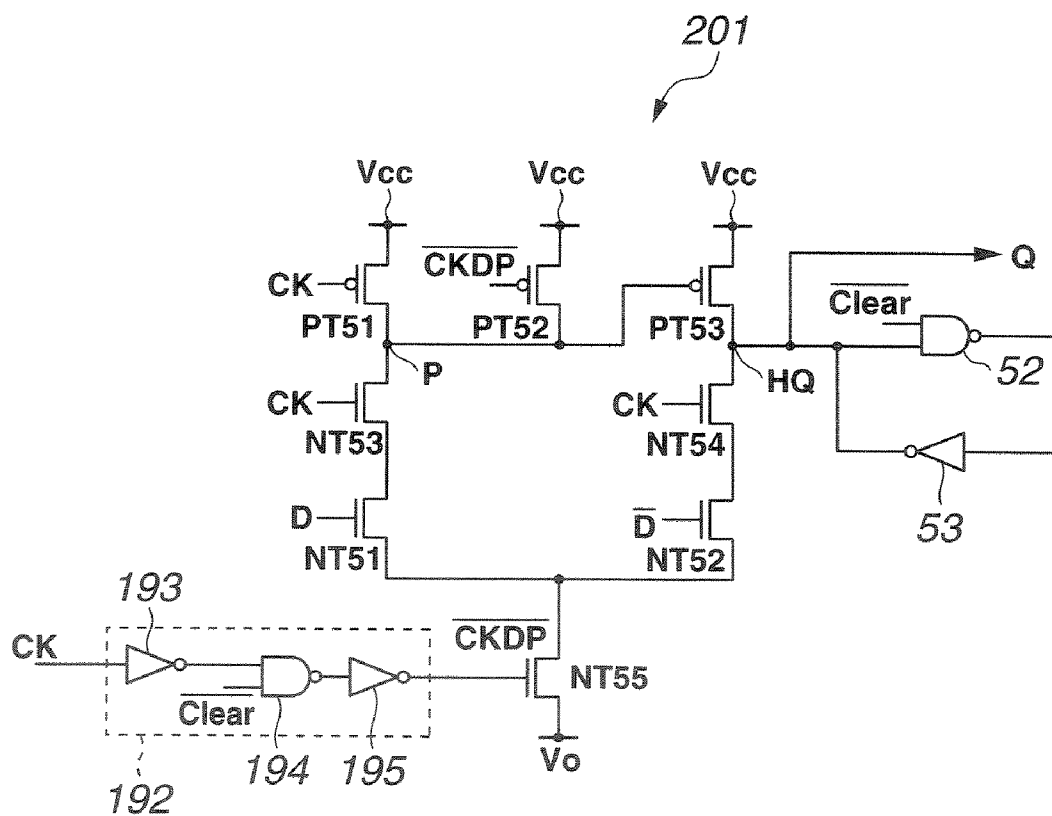 201
Vcc
Vcc
Vcc
CK
PT51
CKDP
PT52
PT53
Q
Clear
52
P
HQ
CK
NT53
CK
NT54
53
D
NT51
D
NT52
193
CK
CKDP
NT55
Clear
194
195
Vo
192